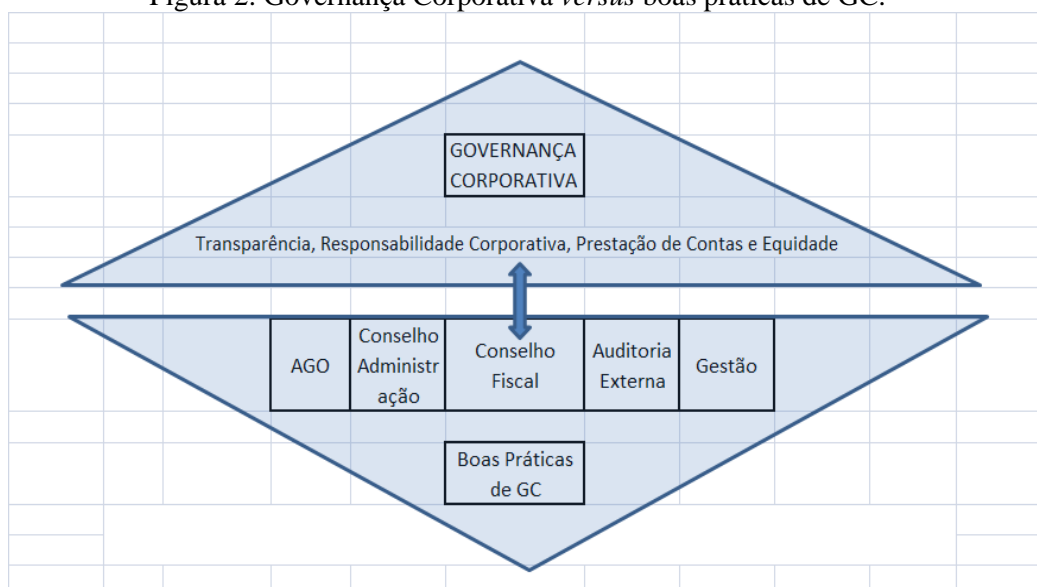 Figura 2. Governança Corporativa versus boas práticas de GC.
GOVERNANÇA
CORPORATIVA
Transparência, Responsabilidade Corporativa, Prestação de Contas e Equidade
AGO
Conselho
Administr
ação
Conselho
Fiscal
Auditoria
Externa
Gestão
Boas Práticas
de GC